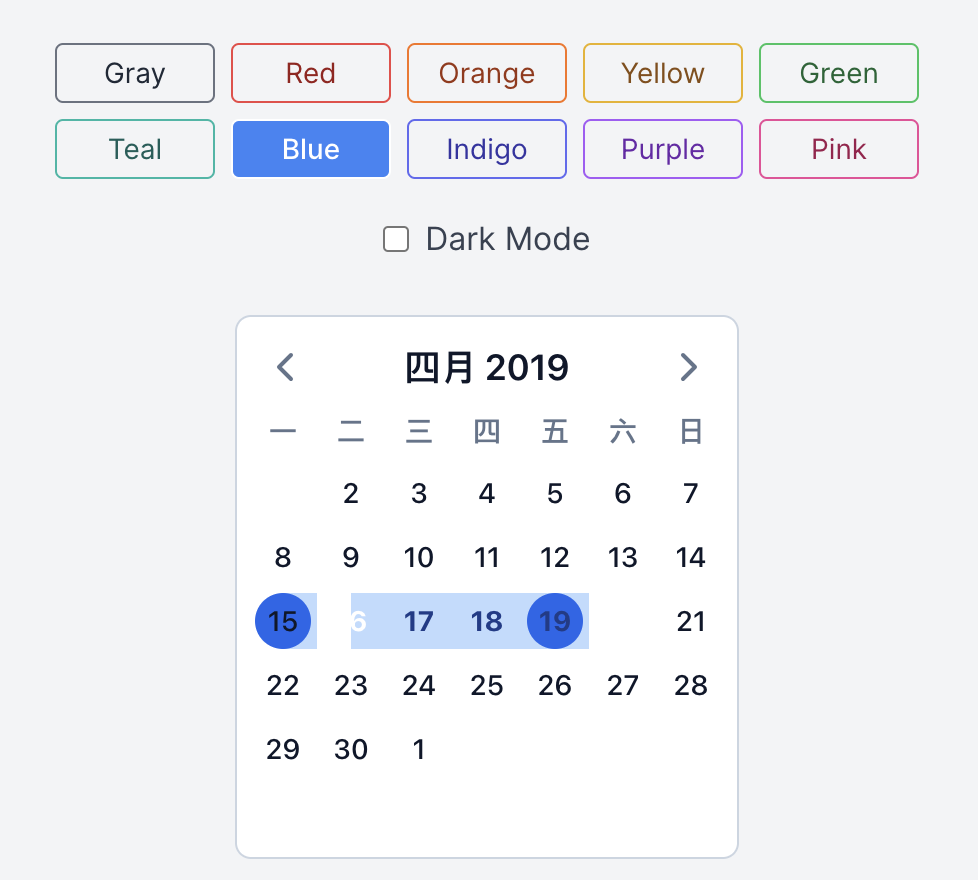 Gray Red Orange Yellow Green
Teal Blue Indigo Purple Pink
Dark Mode
四月 2019
一 二 三 四 五 六 日
2 3 4 5 6 7
8 9 10 11 12 13 14
15 6 17 18 19 21
22 23 24 25 26 27 28
29 30 1